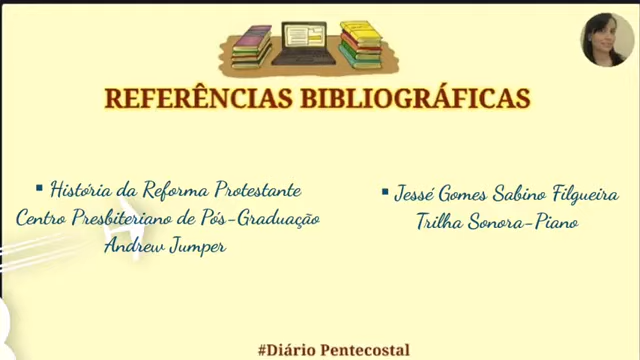 REFERÊNCIAS BIBLIOGRÁFICAS
▪ História da Reforma Protestante
Centro Presbiteriano de Pós-Graduação
Andrew Jumper
▪ Jessé Gomes Sabino Filgueira
Trilha Sonora-Piano
#Diário Pentecostal